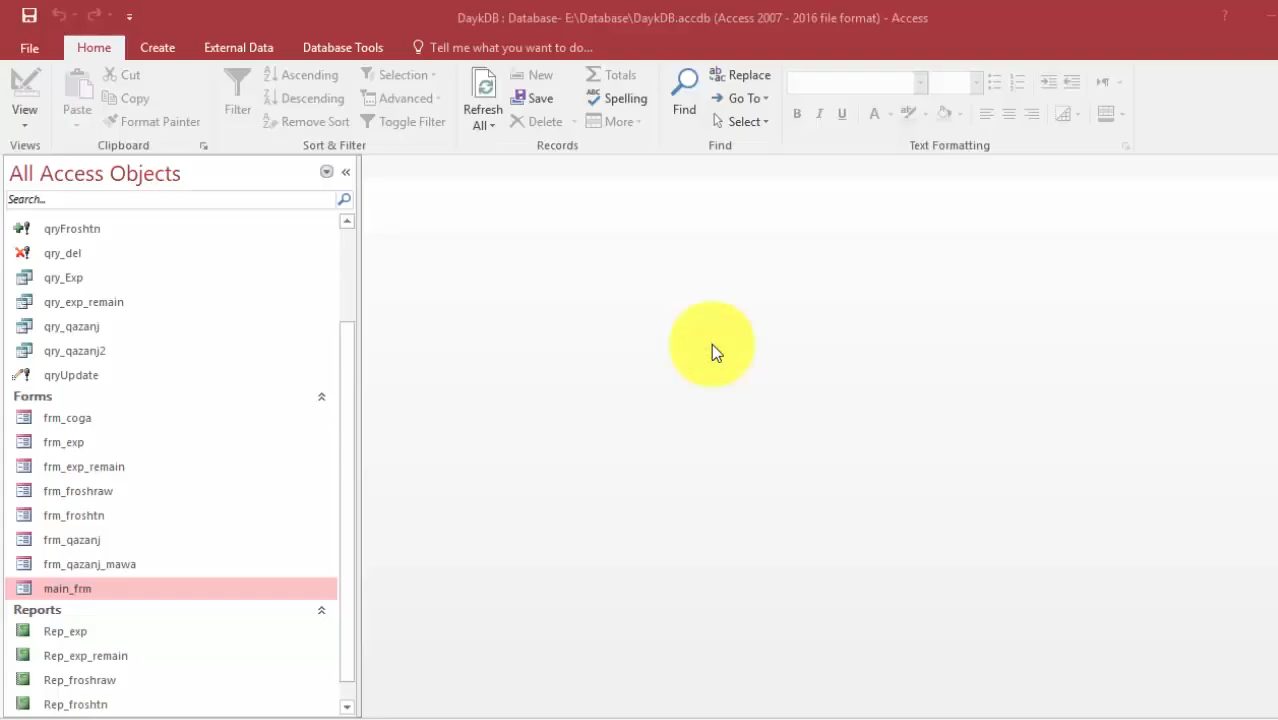 DaykDB : Database- E:\Database\DaykDB.accdb (Access 2007 - 2016 file format) - Access
?
File
Home
Create
External Data
Database Tools
Tell me what you want to do...
View
Paste
Cut
Copy
Format Painter
Filter
Ascending
Descending
Remove Sort
Selection
Advanced
Toggle Filter
Refresh
All
New
Save
Delete
Totals
Spelling
More
Find
Replace
Go To
Select
B I U A
Views
Clipboard
Sort & Filter
Records
Find
Text Formatting
All Access Objects
Search...
qryFroshtn
qry_del
qry_Exp
qry_exp_remain
qry_qazanj
qry_qazanj2
qryUpdate
Forms
frm_coga
frm_exp
frm_exp_remain
frm_froshraw
frm_froshtn
frm_qazanj
frm_qazanj_mawa
main_frm
Reports
Rep_exp
Rep_exp_remain
Rep_froshraw
Rep_froshtn